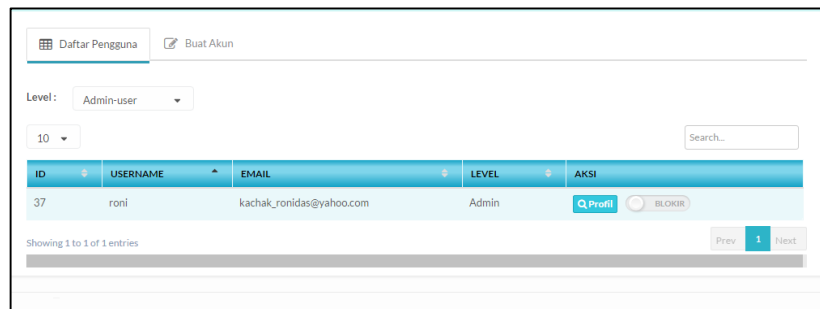 Daftar Pengguna Buat Akun
Level : Admin-user
10 Search...
ID USERNAME EMAIL LEVEL AKSI
37 roni kachak_ronidas@yahoo.com Admin Profil BLOKIR
Showing 1 to 1 of 1 entries Prev 1 Next